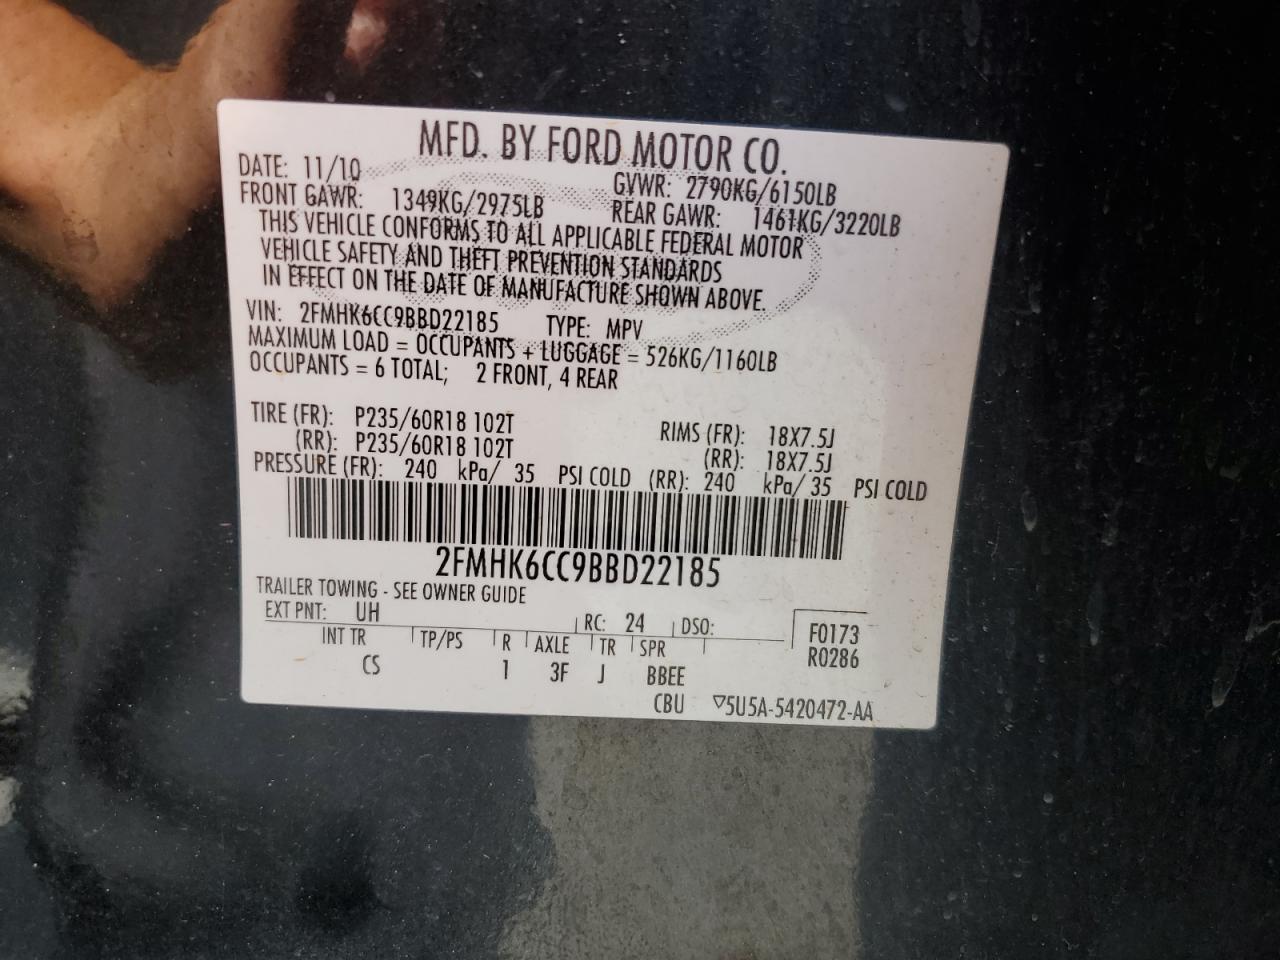 MFD. BY FORD MOTOR CO.
DATE: 11/10 GVWR: 2790KG/6150LB
FRONT GAWR: 1349KG/2975LB REAR GAWR: 1461KG/3220LB
THIS VEHICLE CONFORMS TO ALL APPLICABLE FEDERAL MOTOR
VEHICLE SAFETY AND THEFT PREVENTION STANDARDS
IN EFFECT ON THE DATE OF MANUFACTURE SHOWN ABOVE.
VIN: 2FMHK6CC9BBD22185 TYPE: MPV
MAXIMUM LOAD = OCCUPANTS + LUGGAGE = 526KG/1160LB
OCCUPANTS = 6 TOTAL; 2 FRONT, 4 REAR
TIRE (FR): P235/60R18 102T RIMS (FR): 18X7.5J
(RR): P235/60R18 102T (RR): 18X7.5J
PRESSURE (FR): 240 kPa/ 35 PSI COLD (RR): 240 kPa/ 35 PSI COLD
2FMHK6CC9BBD22185
TRAILER TOWING - SEE OWNER GUIDE
EXT PNT: UH RC: 24 DSO: F0173
INT TR TP/PS R AXLE TR SPR R0286
CS 1 3F J BBEE
CBU ▽5U5A-5420472-AA